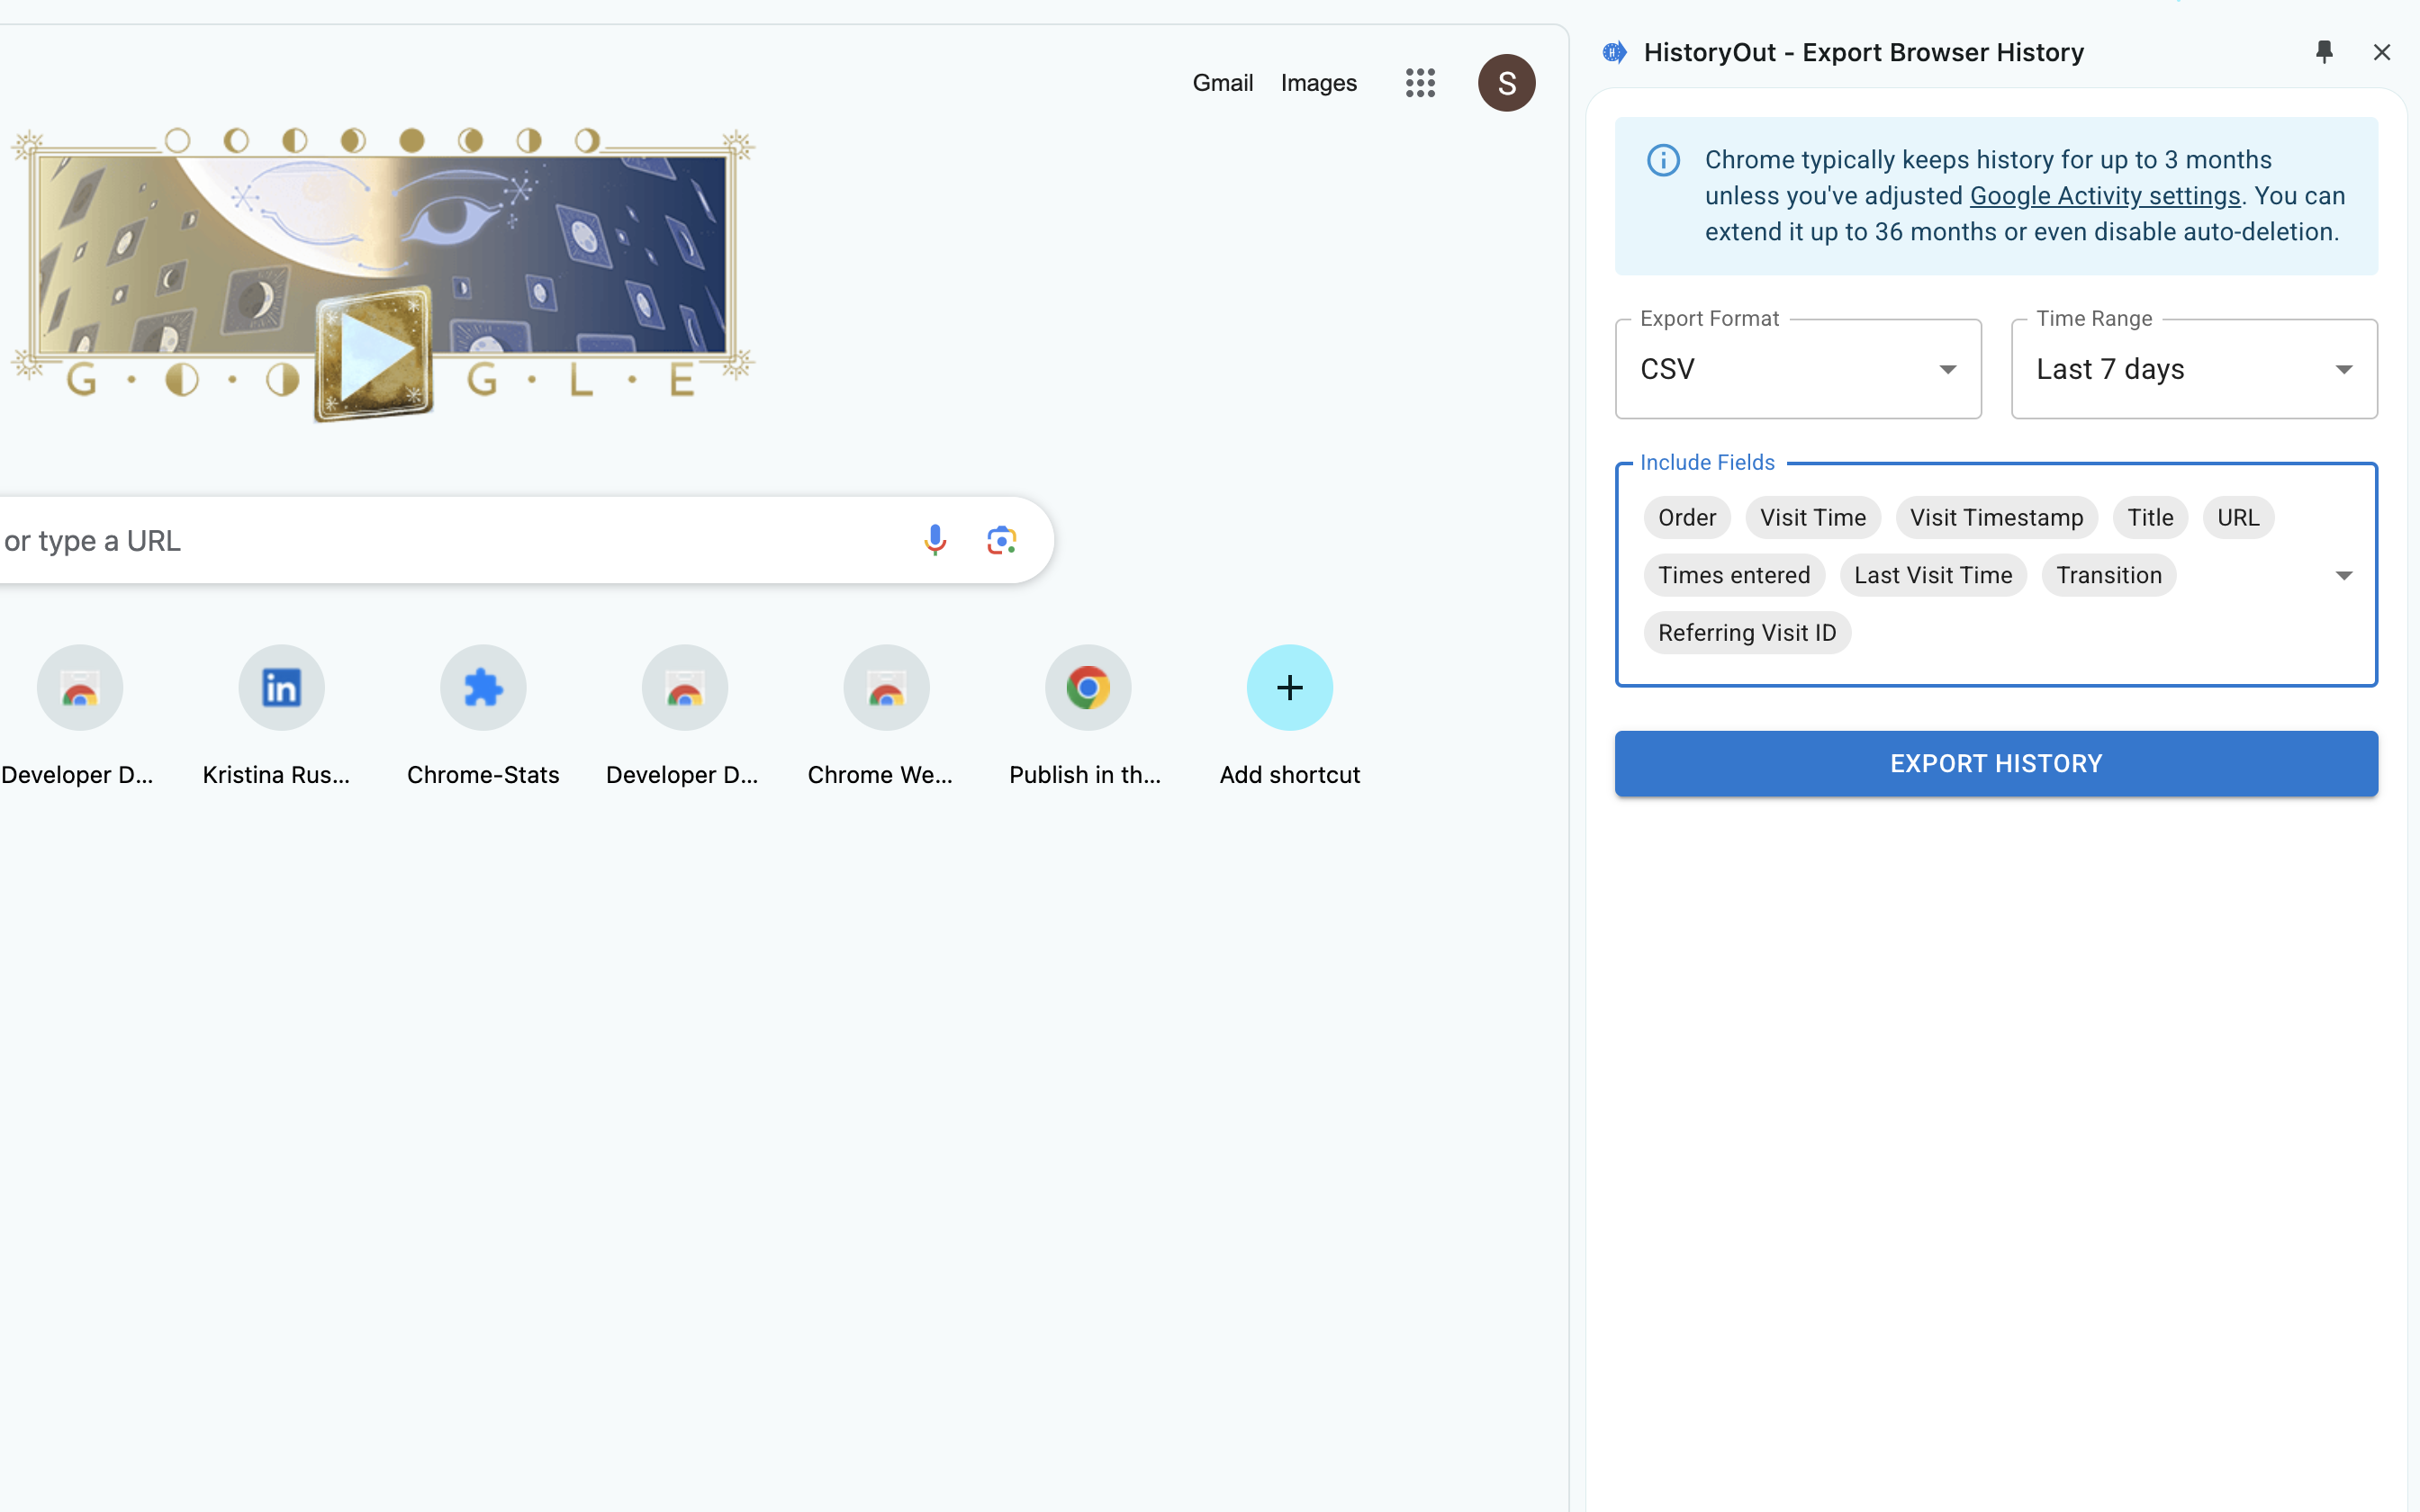 HistoryOut - Export Browser History
Gmail Images
S
G · · G · L · E
or type a URL
Developer D...
Kristina Rus...
Chrome-Stats
Developer D...
Chrome We...
Publish in th...
Add shortcut
Chrome typically keeps history for up to 3 months
unless you've adjusted Google Activity settings. You can
extend it up to 36 months or even disable auto-deletion.
Export Format
CSV
Time Range
Last 7 days
Include Fields
Order Visit Time Visit Timestamp Title URL
Times entered Last Visit Time Transition
Referring Visit ID
EXPORT HISTORY